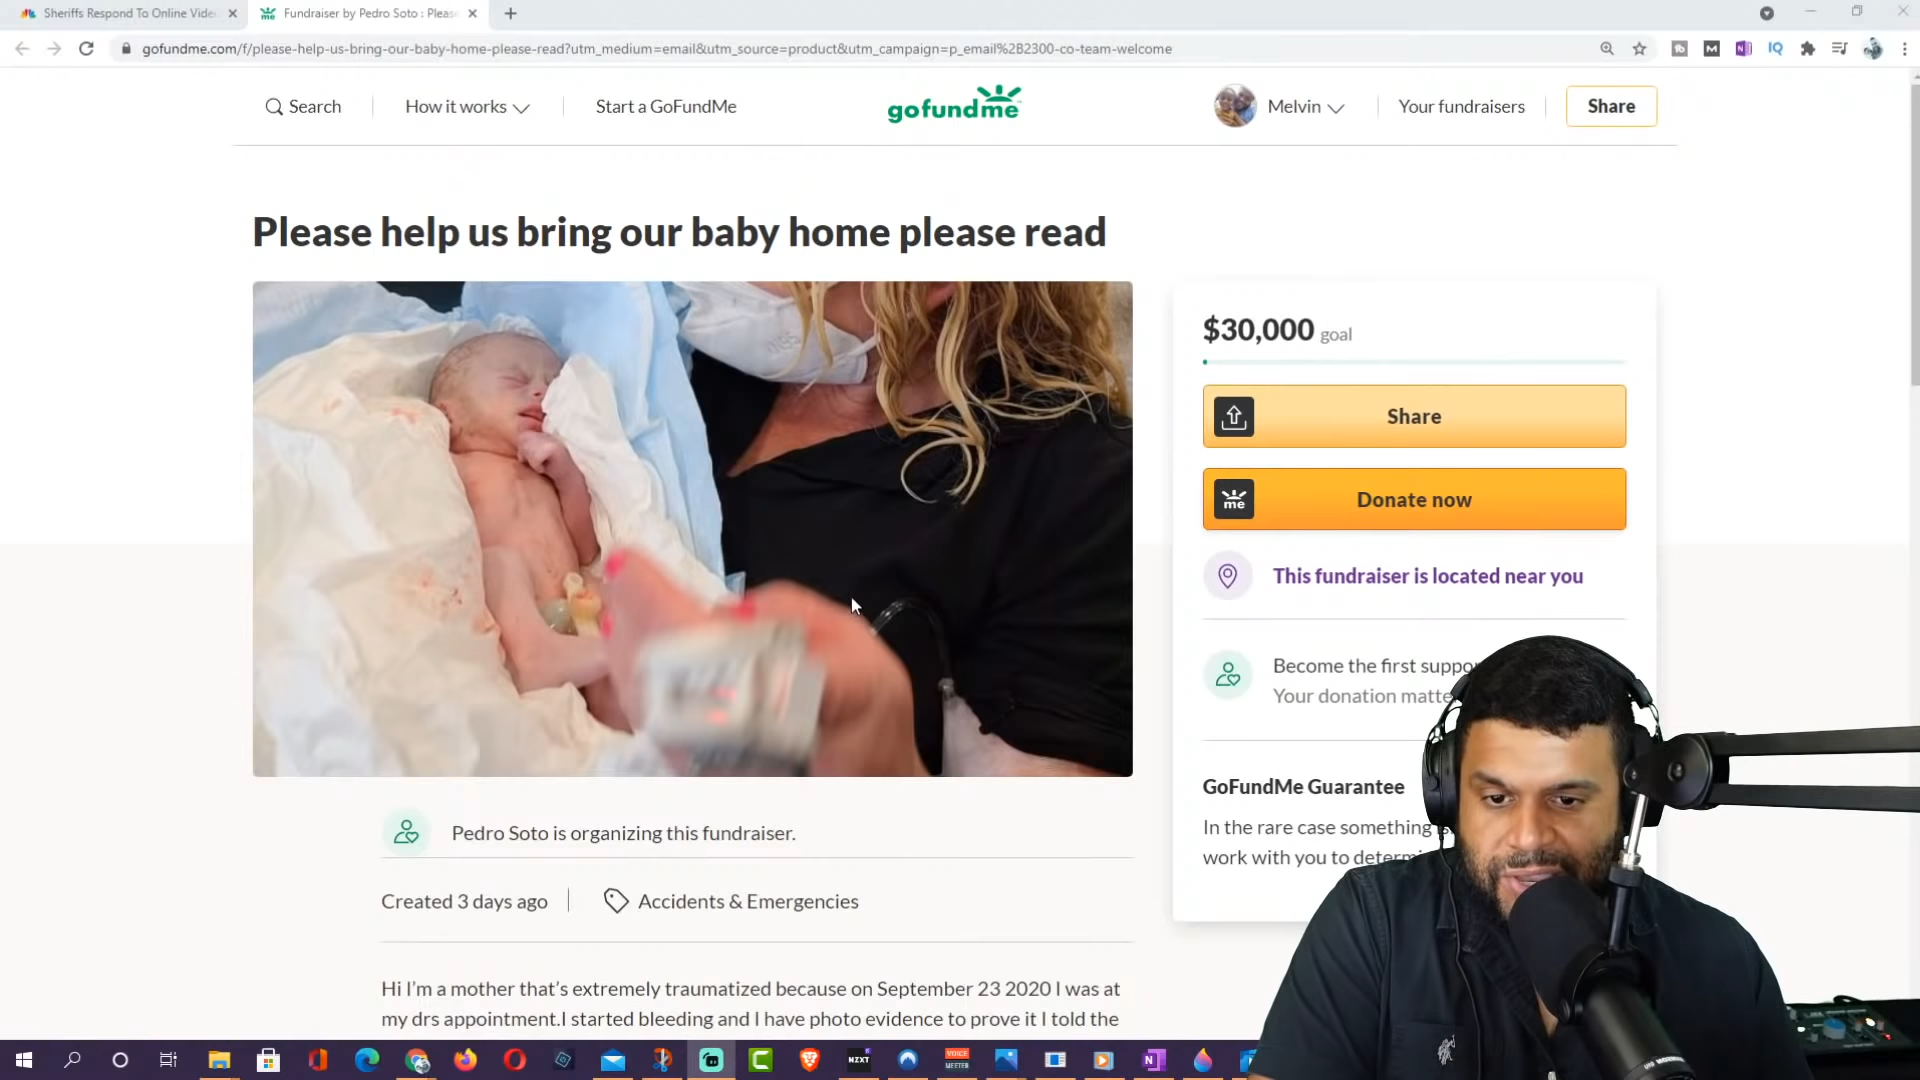 Sheriffs Respond To Online Vide
Fundraiser by Pedro Soto : Pleas
gofundme.com/f/please-help-us-bring-our-baby-home-please-read?utm_medium=email&utm_source=product&utm_campaign=p_email%2B2300-co-team-welcome
Search
How it works
Start a GoFundMe
gofundme
Melvin
Your fundraisers
Share
Please help us bring our baby home please read
$30,000 goal
Share
me
Donate now
This fundraiser is located near you
Become the first suppo
Your donation matte
GoFundMe Guarantee
In the rare case something is
work with you to determi
Pedro Soto is organizing this fundraiser.
Created 3 days ago
Accidents & Emergencies
Hi I'm a mother that's extremely traumatized because on September 23 2020 I was at
my drs appointment.I started bleeding and I have photo evidence to prove it I told the
NZXT
VOICE
MEETER